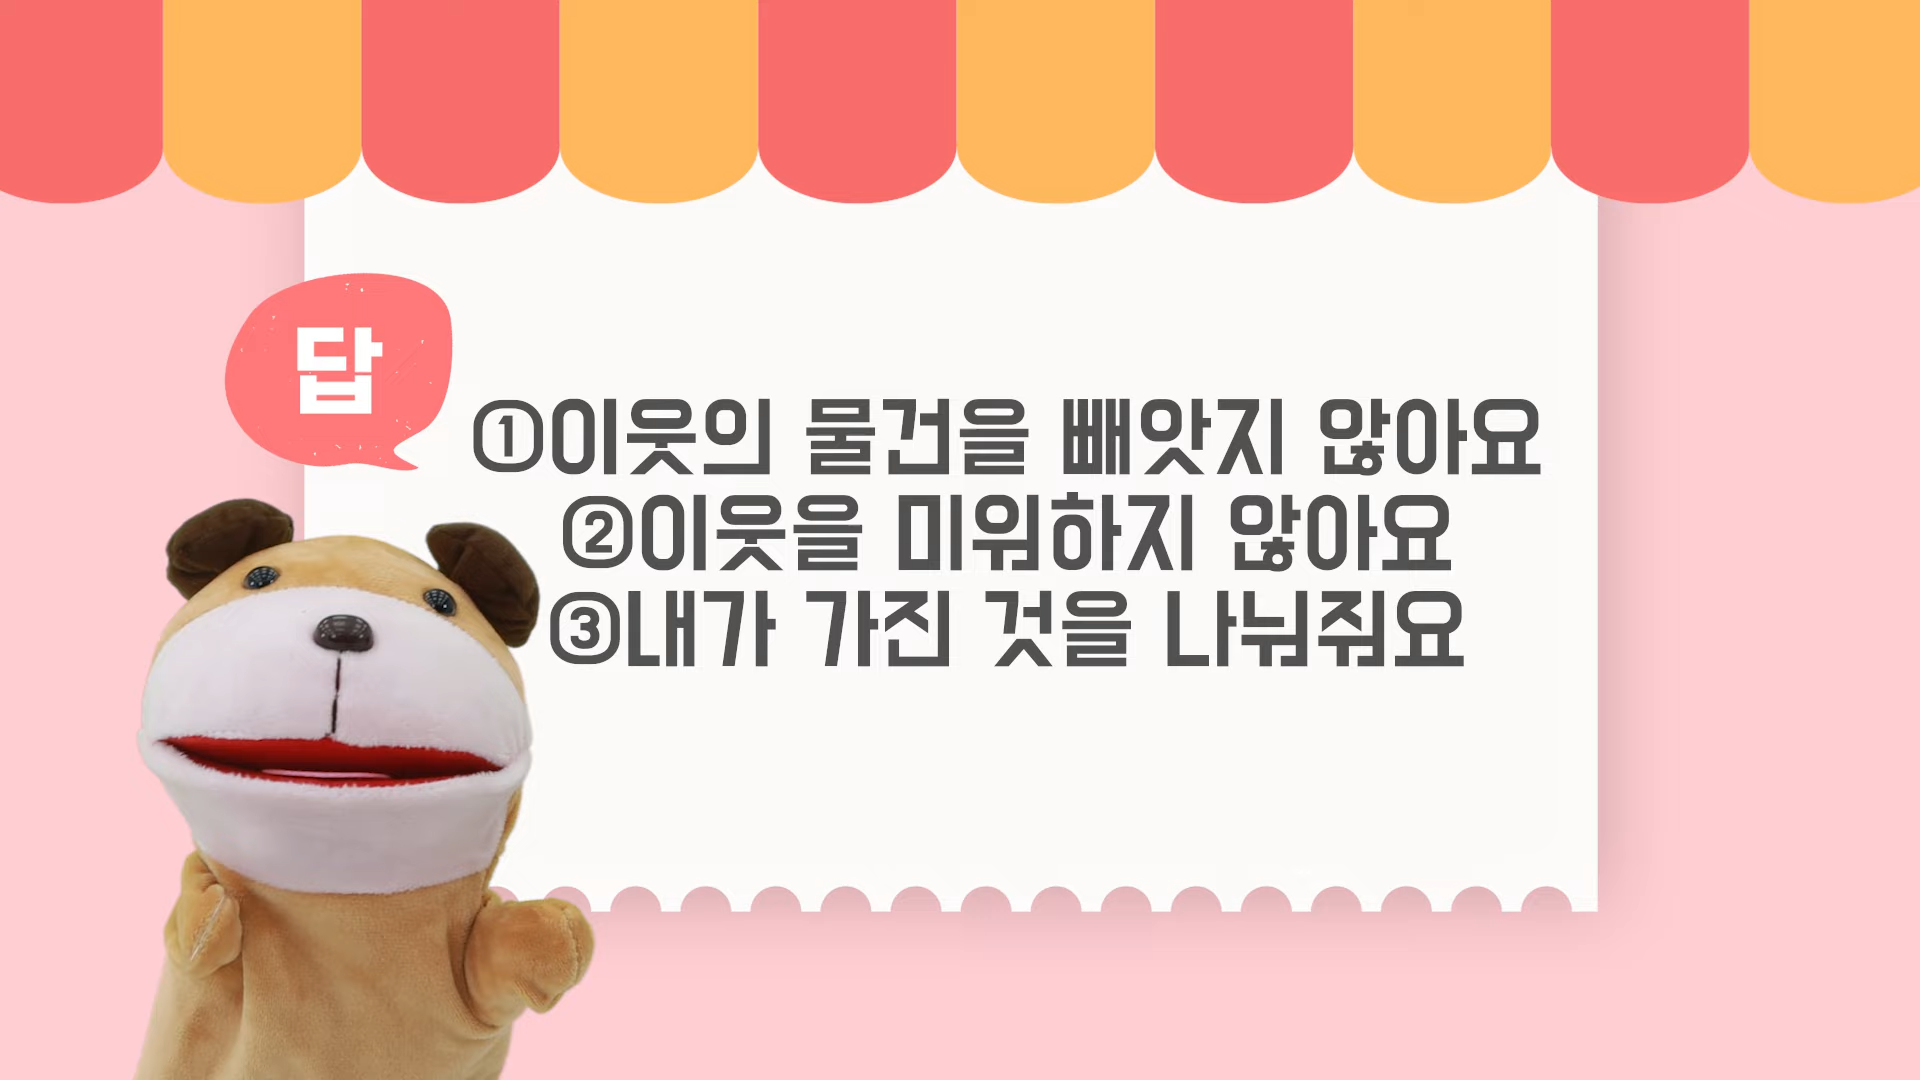 답
①이웃의 물건을 빼앗지 않아요
②이웃을 미워하지 않아요
③내가 가진 것을 나눠줘요